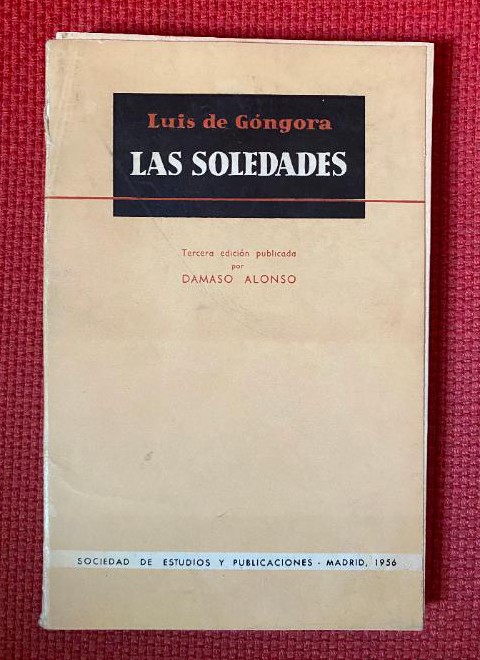 Luis de Góngora
LAS SOLEDADES
Tercera edición publicada
por
DAMASO ALONSO
SOCIEDAD DE ESTUDIOS Y PUBLICACIONES - MADRID, 1956